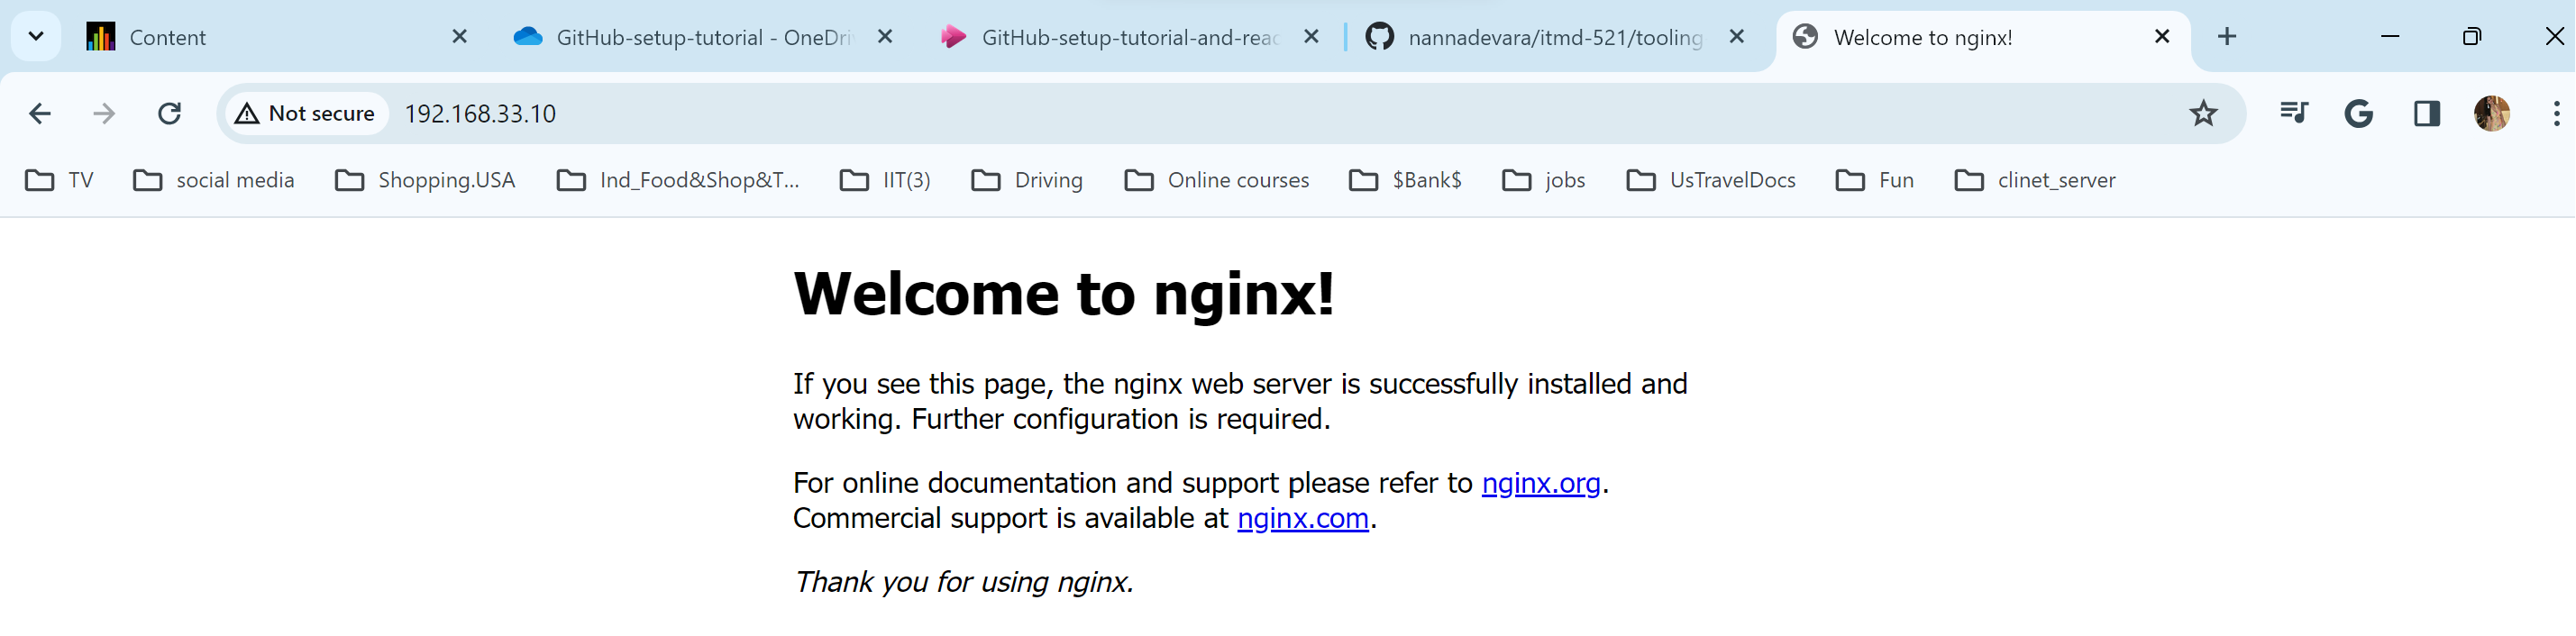 Content
GitHub-setup-tutorial - OneDri
GitHub-setup-tutorial-and-reac
nannadevara/itmd-521/tooling
Welcome to nginx!
Not secure
192.168.33.10
TV
social media
Shopping.USA
Ind_Food&Shop&T...
IIT(3)
Driving
Online courses
$Bank$
jobs
UsTravelDocs
Fun
clinet_server
Welcome to nginx!
If you see this page, the nginx web server is successfully installed and
working. Further configuration is required.
For online documentation and support please refer to nginx.org.
Commercial support is available at nginx.com.
Thank you for using nginx.